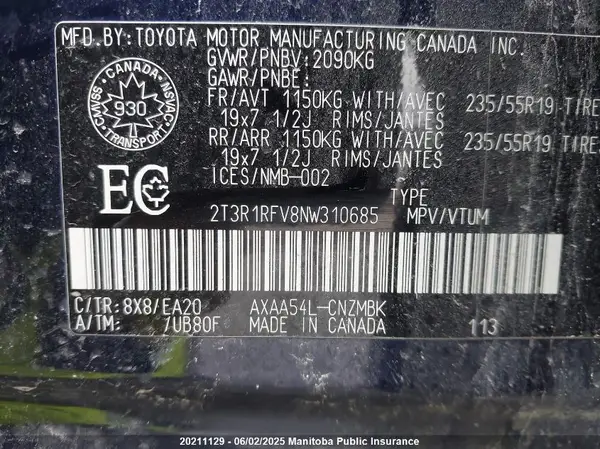 MFD.BY:TOYOTA MOTOR MANUFACTURING CANADA INC.
GVWR/PNBV:2090KG
GAWR/PNBE:
FR/AVT 1150KG WITH/AVEC 235/55R19 TIRE
19x7 1/2J RIMS/JANTES
RR/ARR 1150KG WITH/AVEC 235/55R19 TIRE
19x7 1/2J RIMS/JANTES
ICES/NMB-002
CANADA
CMVSS
NSVAC
930
TRANSPORT
EC
TYPE
2T3R1RFV8NW310685 MPV/VTUM
C/TR:8X8/EA20 AXAA54L-CNZMBK
A/TM: /UB80F MADE IN CANADA 113
20211129 - 06/02/2025 Manitoba Public Insurance